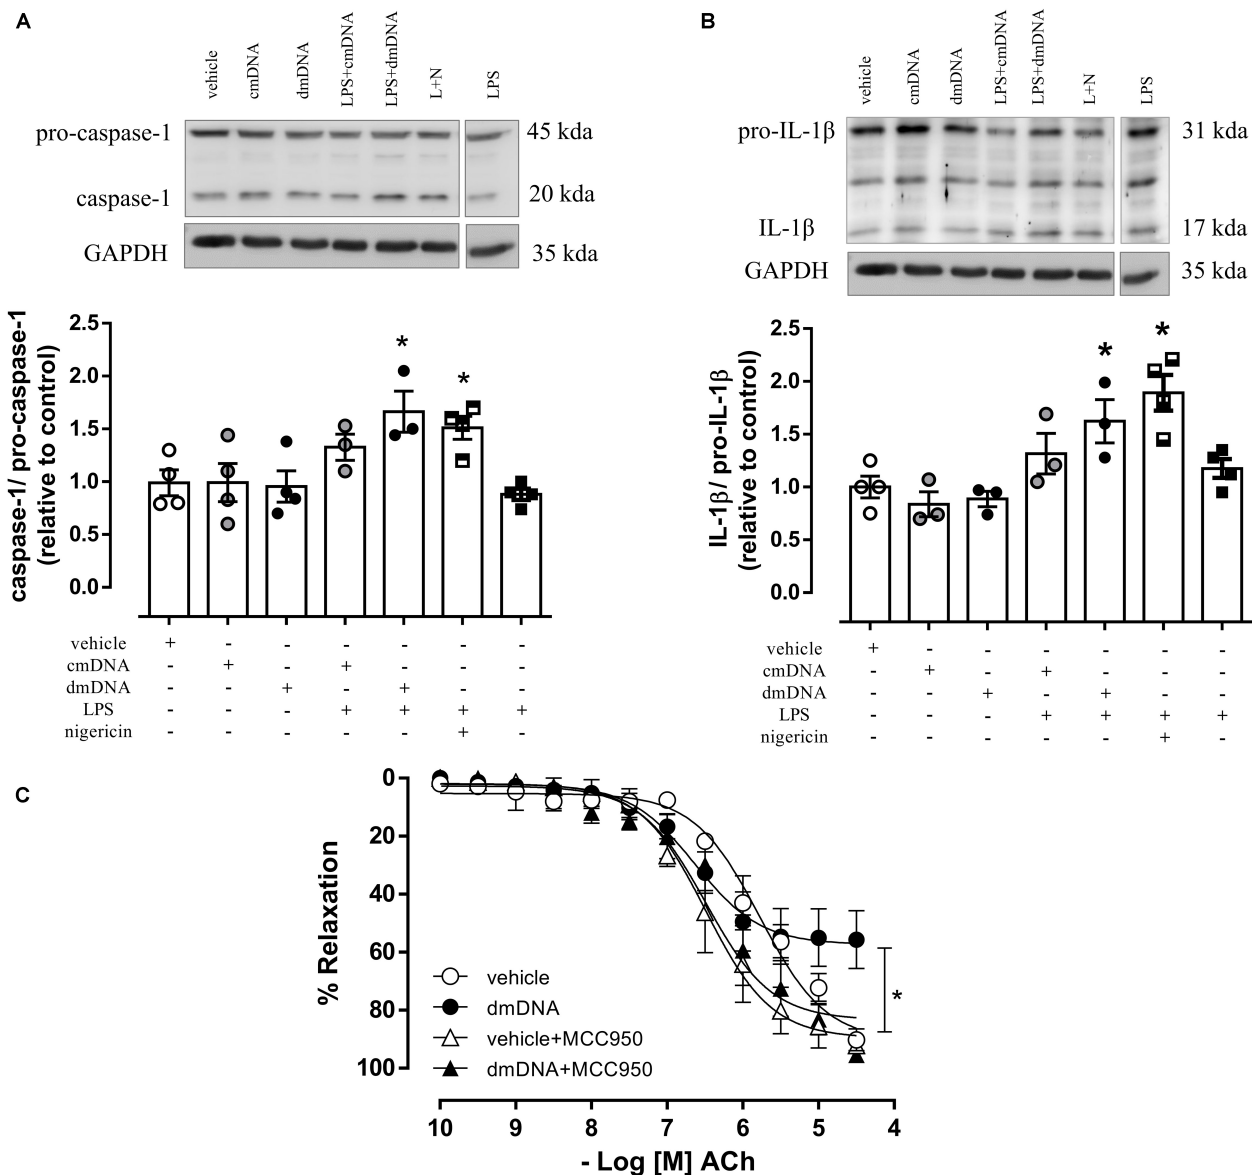 A
vehicle
cmDNA
dmDNA
LPS+cmDNA
LPS+dmDNA
L+N
LPS
pro-caspase-1
45 kda
caspase-1
20 kda
GAPDH
35 kda
caspase-1/ pro-caspase-1
(relative to control)
2.5
2.0
1.5
1.0
0.5
0.0
*
*
vehicle + - - - - - -
cmDNA - + - + - - -
dmDNA - - + - + - -
LPS - - - + + + +
nigericin - - - - - + -
B
vehicle
cmDNA
dmDNA
LPS+cmDNA
LPS+dmDNA
L+N
LPS
pro-IL-1β
31 kda
IL-1β
17 kda
GAPDH
35 kda
IL-1β/ pro-IL-1β
(relative to control)
2.5
2.0
1.5
1.0
0.5
0.0
*
*
vehicle + - - - - - -
cmDNA - + - + - - -
dmDNA - - + - + - -
LPS - - - + + + +
nigericin - - - - - + -
C
% Relaxation
0
20
40
60
80
100
vehicle
dmDNA
vehicle+MCC950
dmDNA+MCC950
*
10 9 8 7 6 5 4
- Log [M] ACh